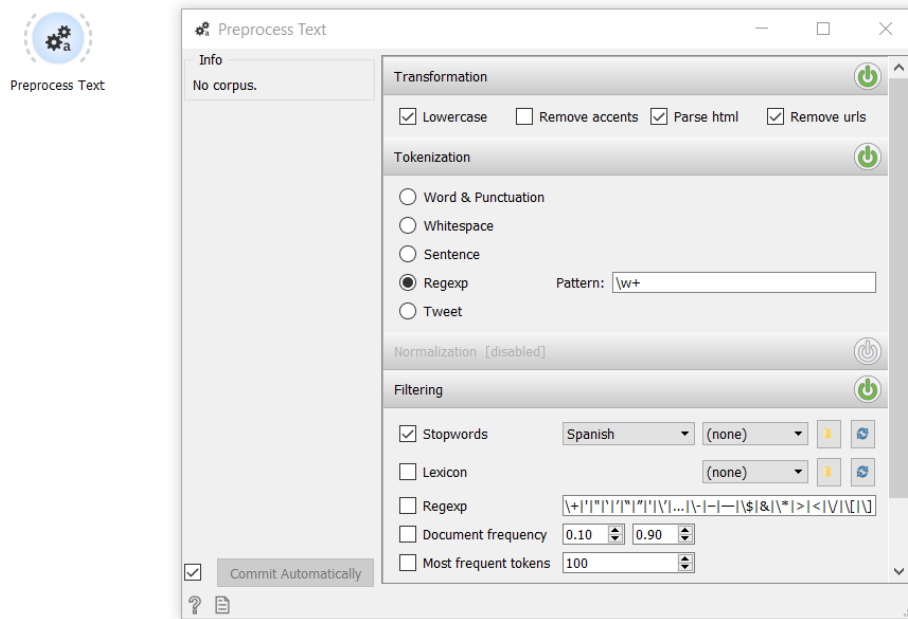 Preprocess Text
Preprocess Text
Info
No corpus.
Transformation
Lowercase Remove accents Parse html Remove urls
Tokenization
Word & Punctuation
Whitespace
Sentence
Regexp Pattern: \w+
Tweet
Normalization [disabled]
Filtering
Stopwords Spanish (none)
Lexicon (none)
Regexp \+|'|"|'|′|"|″|'|\′|...|\-|–|—|\$|&|\*|>|<|\/|\[|\]
Document frequency 0.10 0.90
Most frequent tokens 100
Commit Automatically